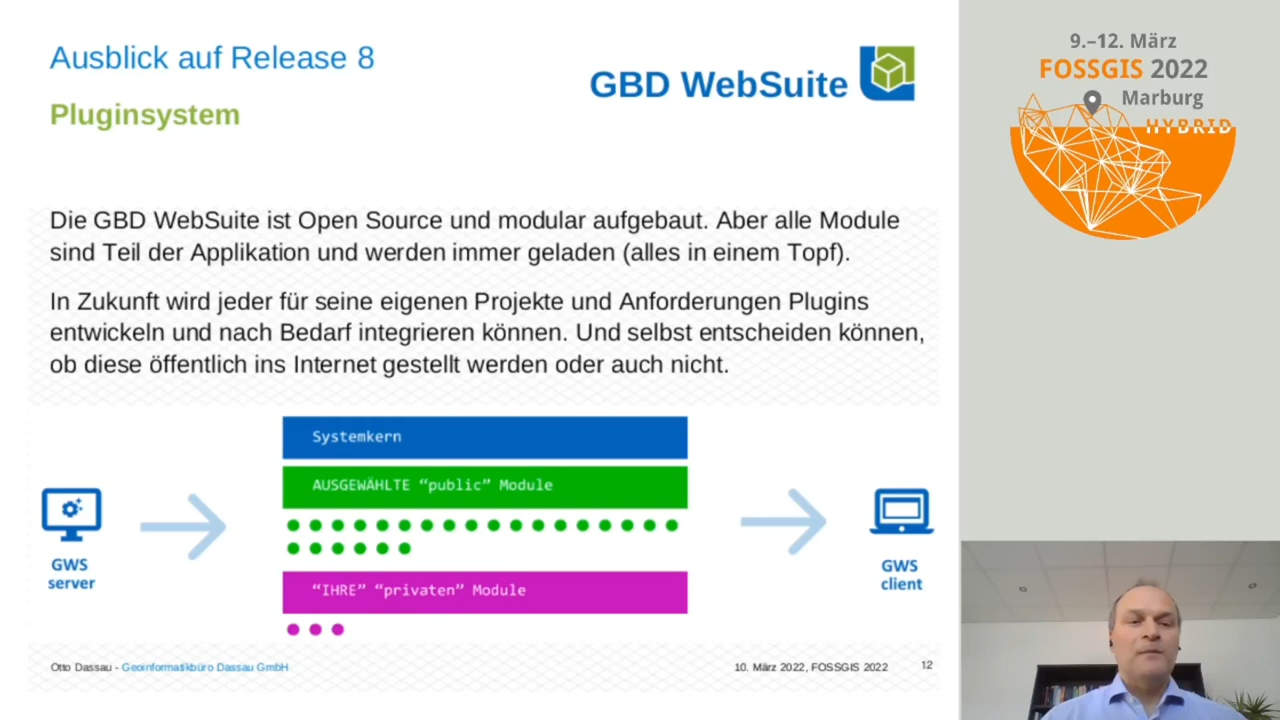 Ausblick auf Release 8
Pluginsystem
GBD WebSuite
Die GBD WebSuite ist Open Source und modular aufgebaut. Aber alle Module
sind Teil der Applikation und werden immer geladen (alles in einem Topf).
In Zukunft wird jeder für seine eigenen Projekte und Anforderungen Plugins
entwickeln und nach Bedarf integrieren können. Und selbst entscheiden können,
ob diese öffentlich ins Internet gestellt werden oder auch nicht.
Systemkern
AUSGEWÄHLTE “public” Module
“IHRE” “privaten” Module
GWS
server
GWS
client
Otto Dassau - Geoinformatikbüro Dassau GmbH
10. März 2022, FOSSGIS 2022
12
9.–12. März
FOSSGIS 2022
Marburg
HYBRID